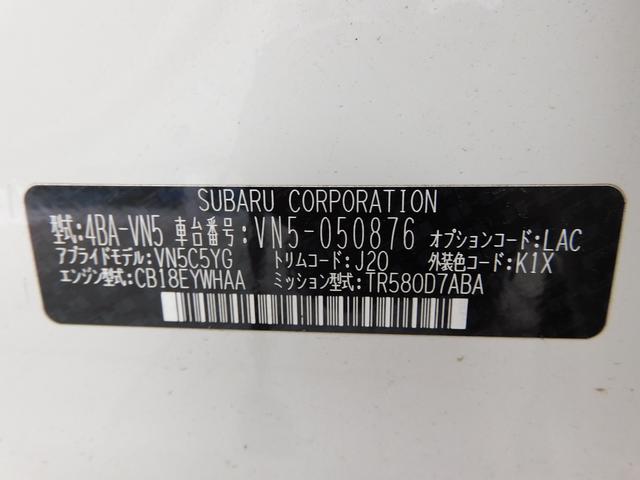 SUBARU CORPORATION
型式:4BA-VN5 車台番号:VN5-050876 オプションコード:LAC
アプライドモデル:VN5C5YG トリムコード:J20 外装色コード:K1X
エンジン型式:CB18EYWHAA ミッション型式:TR580D7ABA